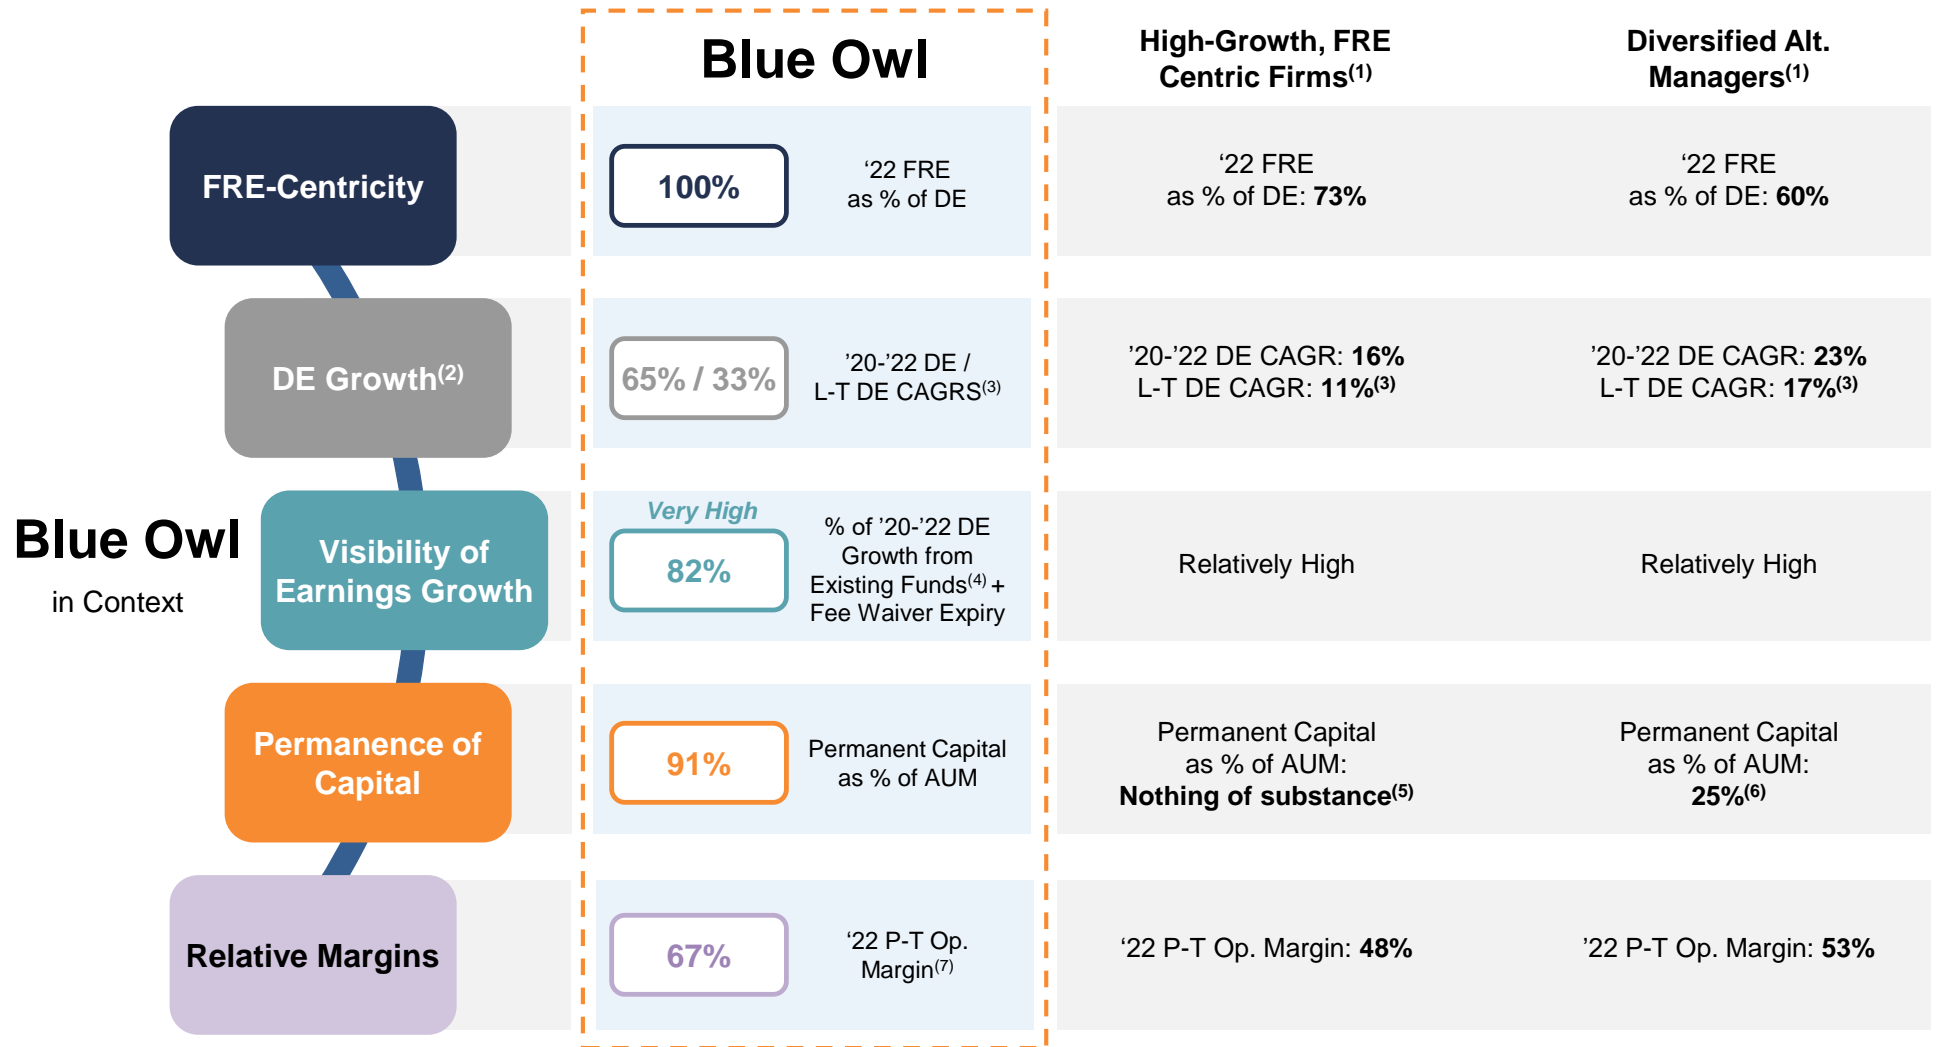 Blue Owl
High-Growth, FRE
Centric Firms(1)
Diversified Alt.
Managers(1)
FRE-Centricity
100%
‘22 FRE
as % of DE
‘22 FRE
as % of DE: 73%
‘22 FRE
as % of DE: 60%
DE Growth(2)
65% / 33%
’20-’22 DE /
L-T DE CAGRS(3)
’20-’22 DE CAGR: 16%
L-T DE CAGR: 11%(3)
’20-’22 DE CAGR: 23%
L-T DE CAGR: 17%(3)
Blue Owl
in Context
Visibility of
Earnings Growth
Very High
82%
% of ’20-’22 DE
Growth from
Existing Funds(4) +
Fee Waiver Expiry
Relatively High
Relatively High
Permanence of
Capital
91%
Permanent Capital
as % of AUM
Permanent Capital
as % of AUM:
Nothing of substance(5)
Permanent Capital
as % of AUM:
25%(6)
Relative Margins
67%
‘22 P-T Op.
Margin(7)
‘22 P-T Op. Margin: 48%
‘22 P-T Op. Margin: 53%